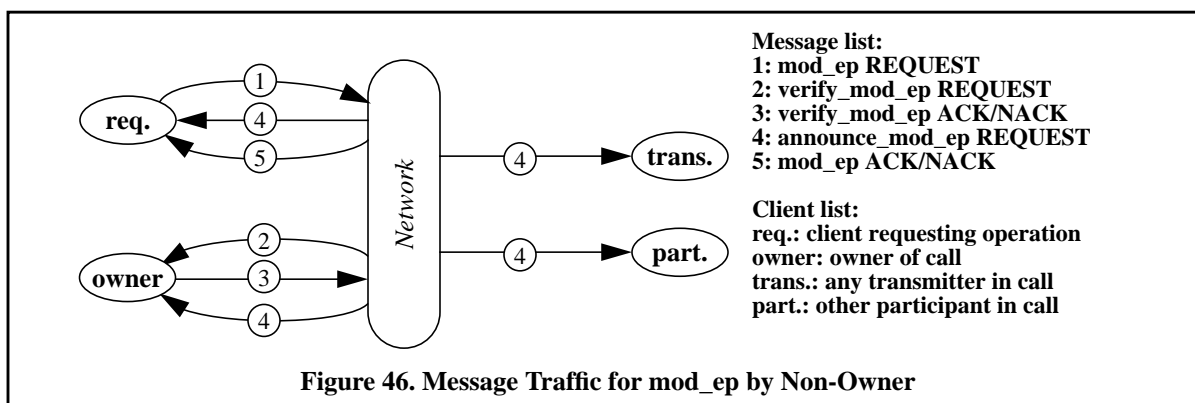 req.
1
4
5
owner
2
3
4
Network
4
trans.
4
part.
Message list:
1: mod_ep REQUEST
2: verify_mod_ep REQUEST
3: verify_mod_ep ACK/NACK
4: announce_mod_ep REQUEST
5: mod_ep ACK/NACK
Client list:
req.: client requesting operation
owner: owner of call
trans.: any transmitter in call
part.: other participant in call
Figure 46. Message Traffic for mod_ep by Non-Owner